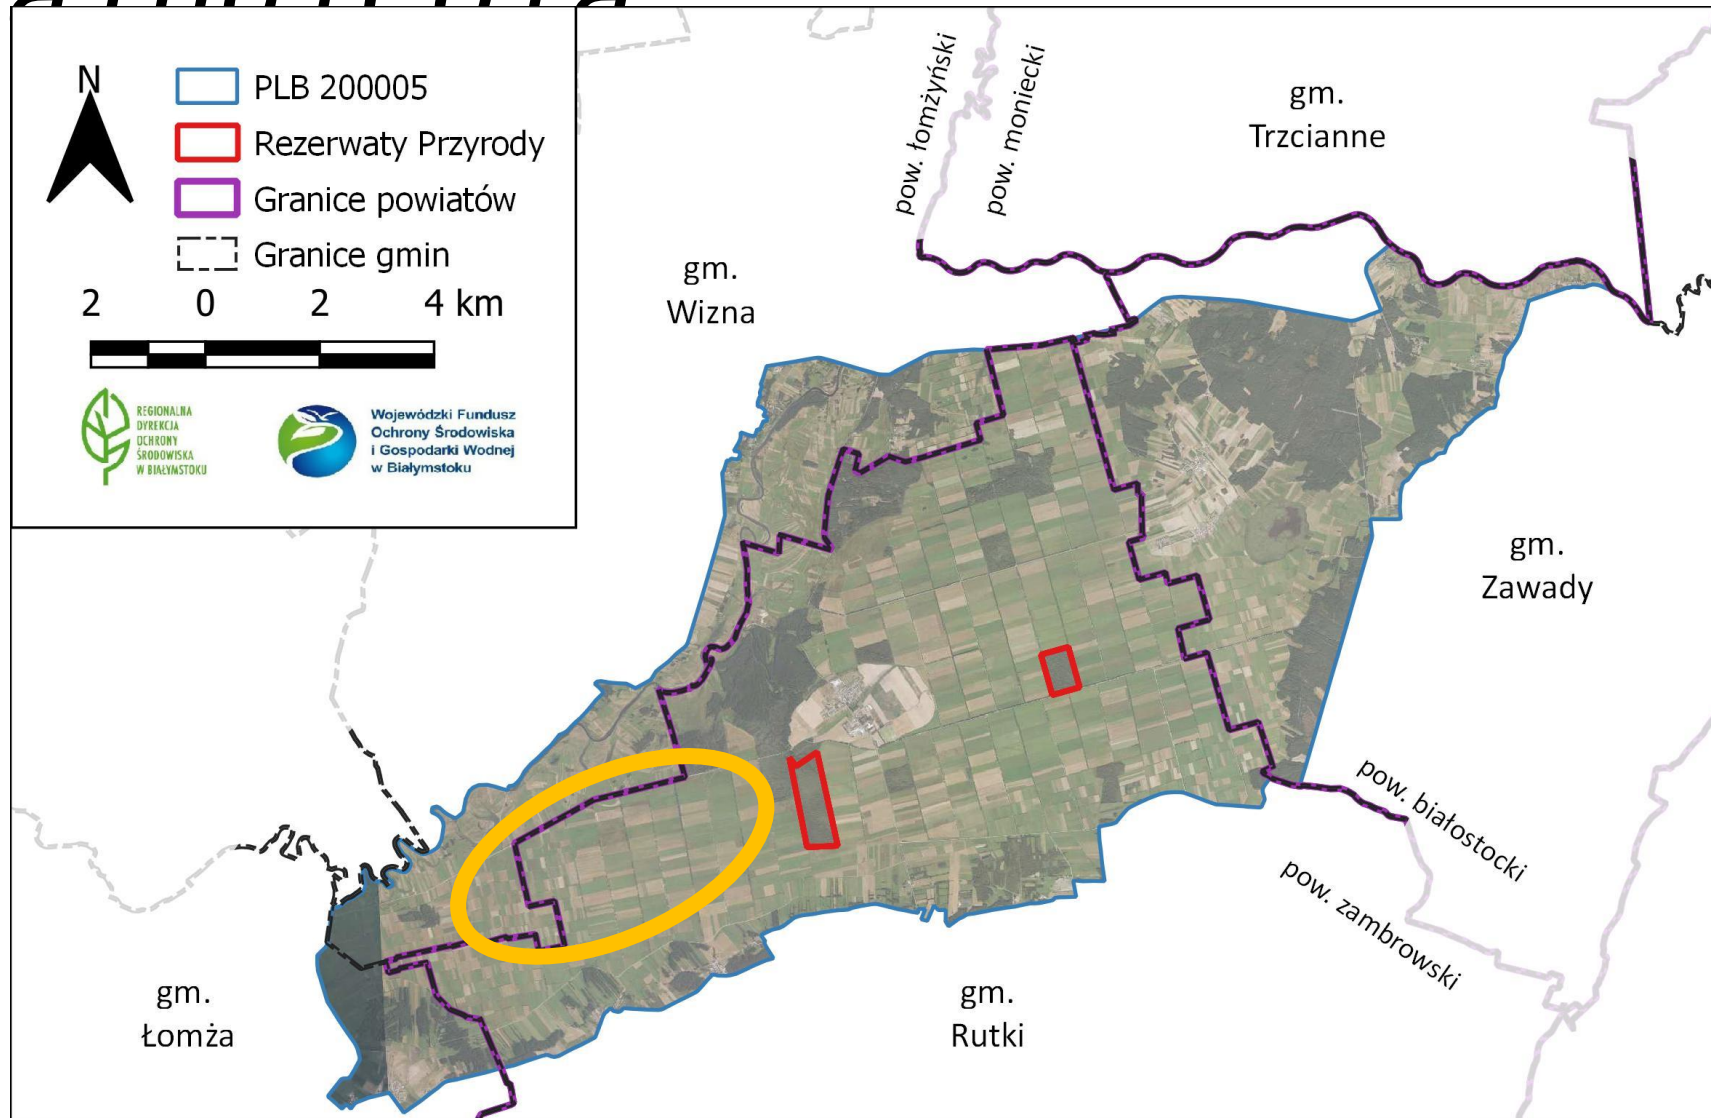 N
PLB 200005
Rezerwaty Przyrody
Granice powiatów
Granice gmin
2 0 2 4 km
REGIONALNA
DYREKCJA
OCHRONY
ŚRODOWISKA
W BIAŁYMSTOKU
Wojewódzki Fundusz
Ochrony Środowiska
i Gospodarki Wodnej
w Białymstoku
pow. łomżyński
pow. moniecki
gm.
Trzcianne
gm.
Wizna
gm.
Zawady
pow. białostocki
pow. zambrowski
gm.
Łomża
gm.
Rutki